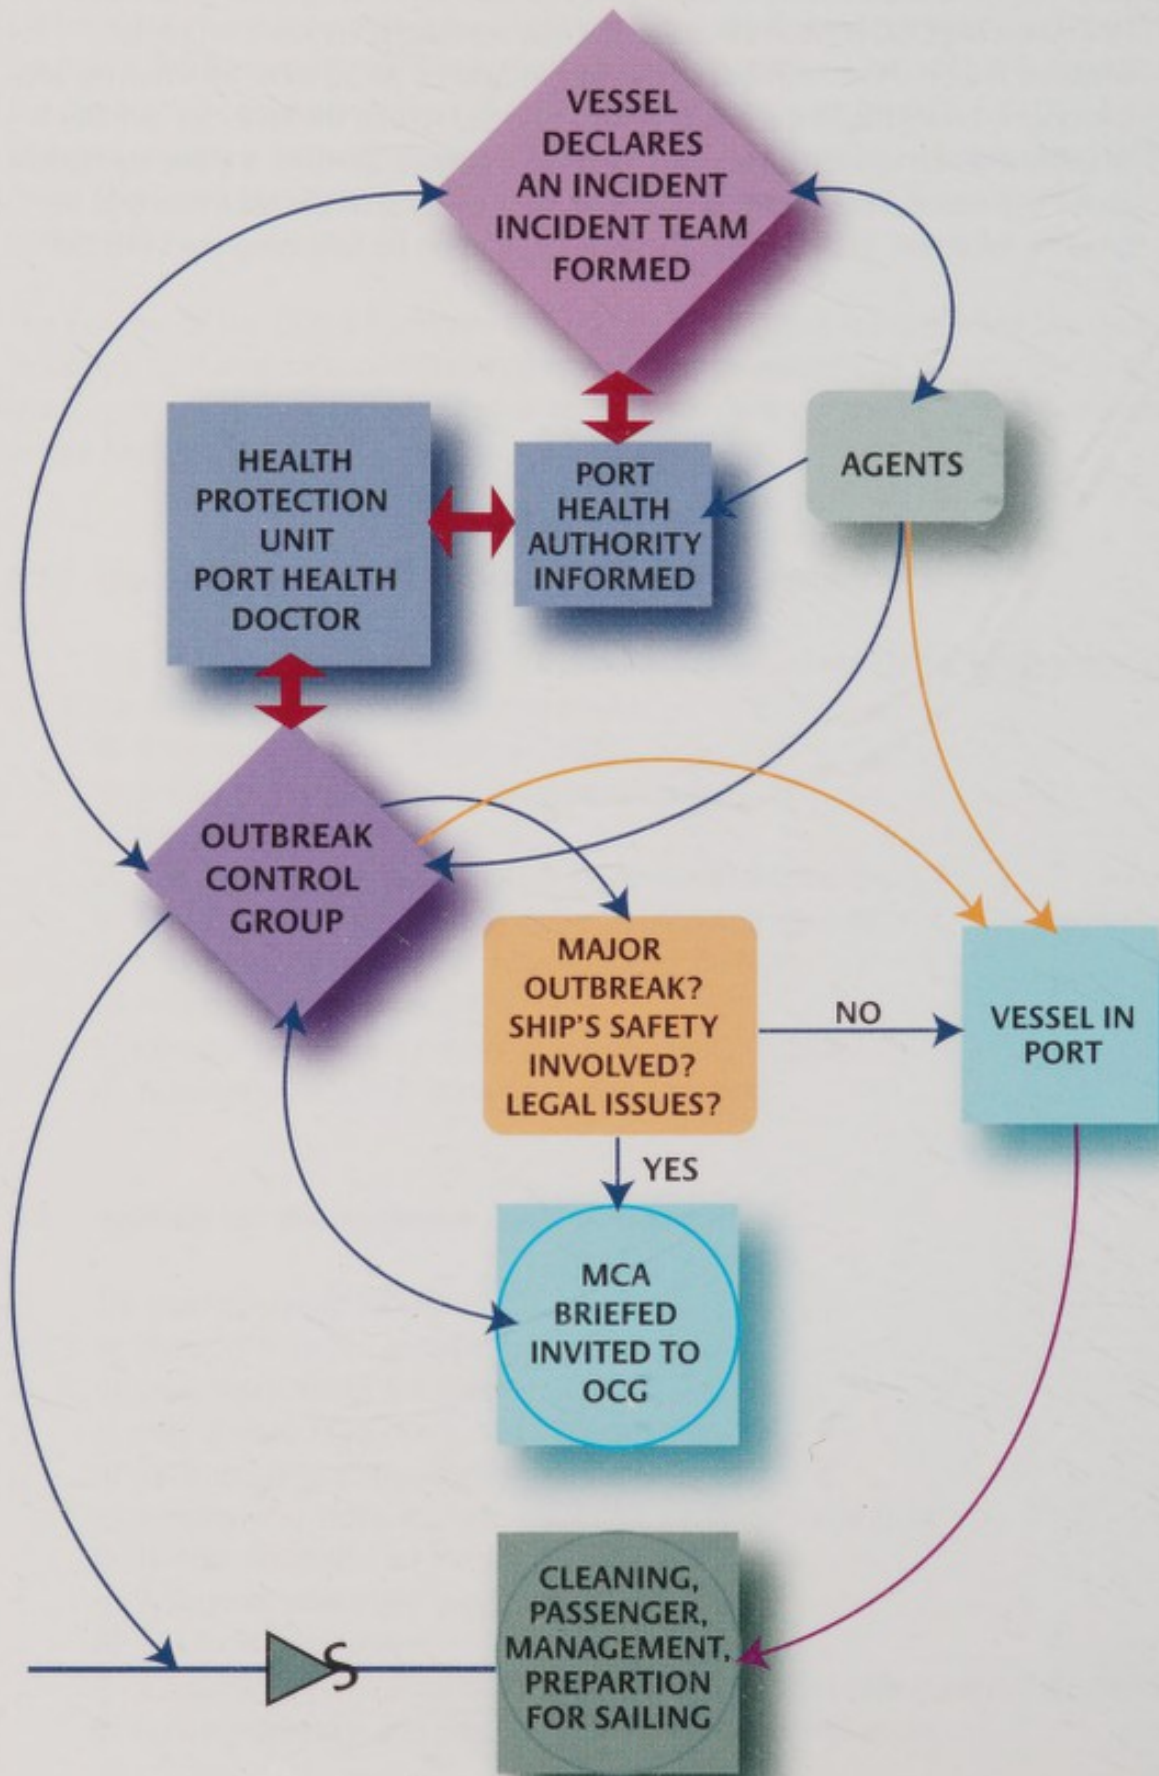 VESSEL
DECLARES
AN INCIDENT
INCIDENT TEAM
FORMED
HEALTH
PROTECTION
UNIT
PORT HEALTH
DOCTOR
PORT
HEALTH
AUTHORITY
INFORMED
AGENTS
OUTBREAK
CONTROL
GROUP
MAJOR
OUTBREAK?
SHIP'S SAFETY
INVOLVED?
LEGAL ISSUES?
NO
VESSEL IN
PORT
YES
MCA
BRIEFED
INVITED TO
OCG
CLEANING,
PASSENGER,
MANAGEMENT,
PREPARTION
FOR SAILING
S